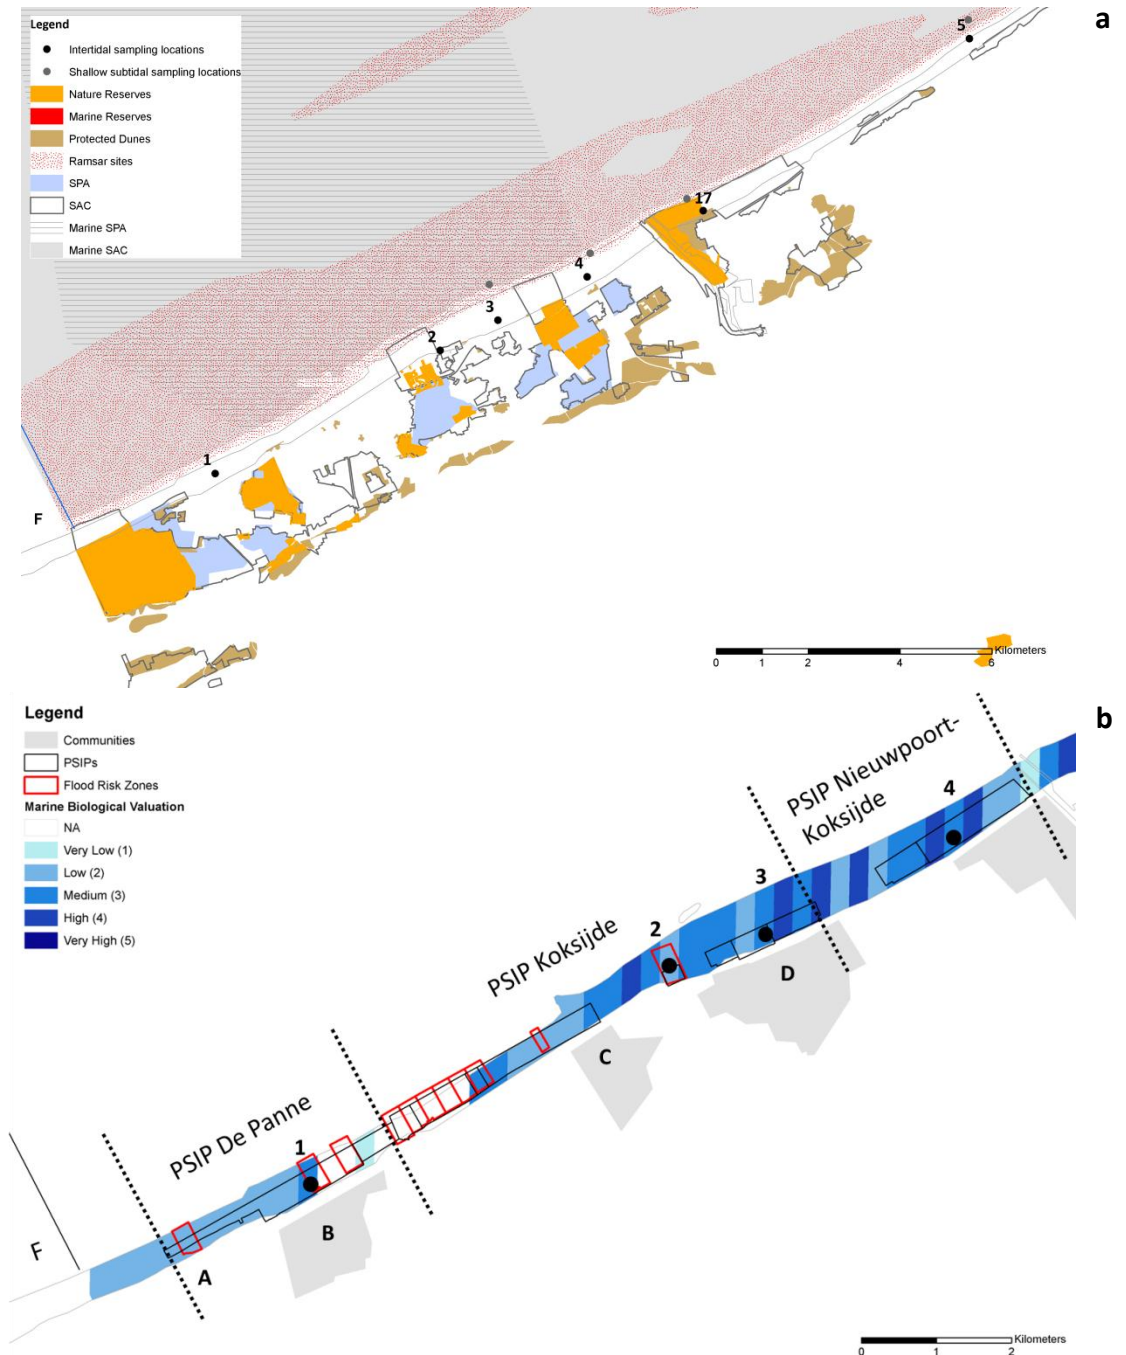 a
Legend
Intertidal sampling locations
Shallow subtidal sampling locations
Nature Reserves
Marine Reserves
Protected Dunes
Ramsar sites
SPA
SAC
Marine SPA
Marine SAC
5
17
4
3
2
1
F
Kilometers
0 1 2 4 6
b
Legend
Communities
PSIPs
Flood Risk Zones
Marine Biological Valuation
NA
Very Low (1)
Low (2)
Medium (3)
High (4)
Very High (5)
PSIP Nieuwpoort-
Koksijde
4
3
PSIP Koksijde
2
D
C
PSIP De Panne
1
B
F
A
Kilometers
0 1 2